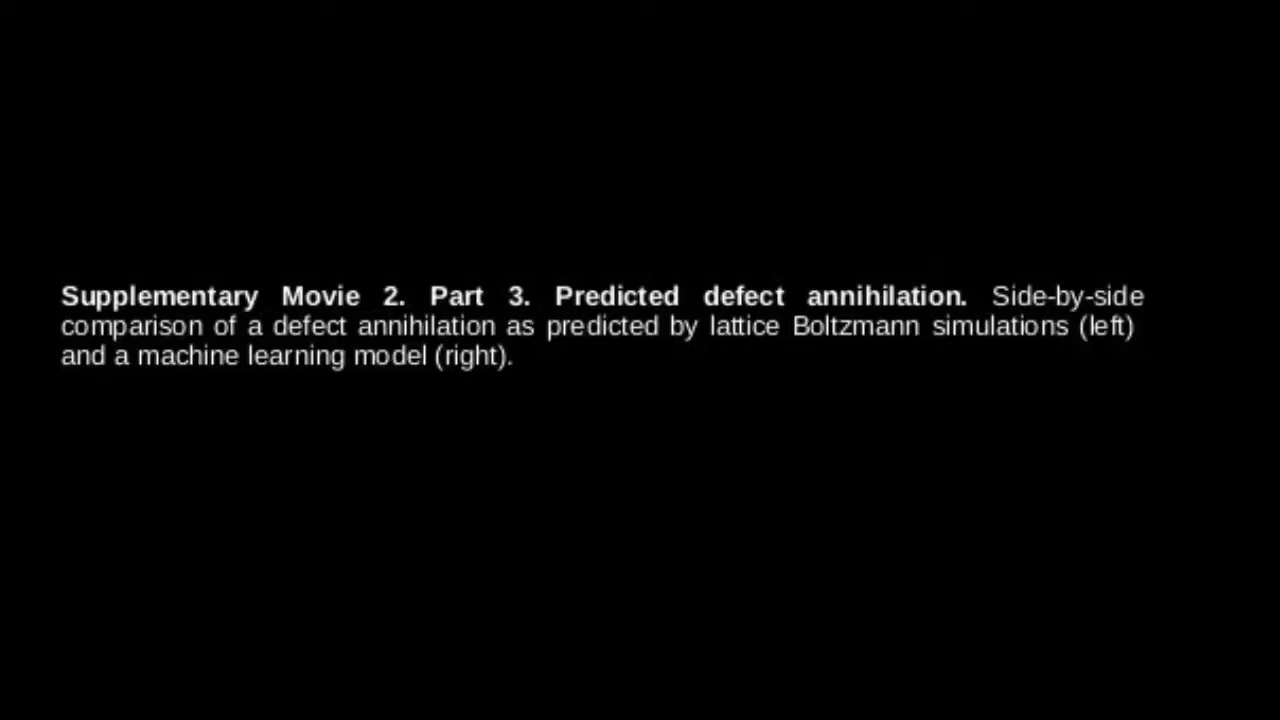 Supplementary Movie 2. Part 3. Predicted defect annihilation. Side-by-side
comparison of a defect annihilation as predicted by lattice Boltzmann simulations (left)
and a machine learning model (right).